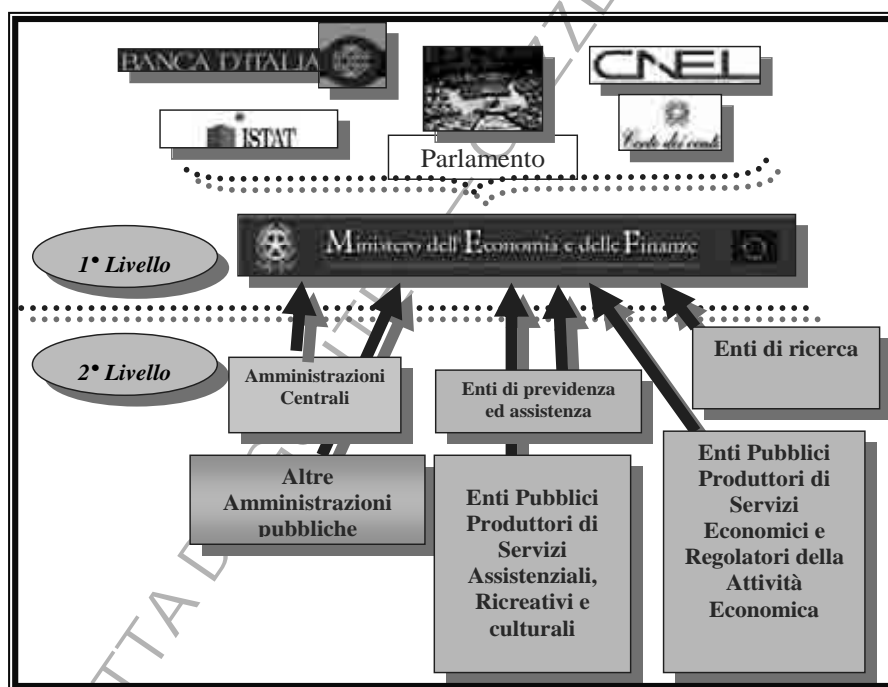 BANCA D'ITALIA
CNEL
ISTAT
Corte dei conti
Parlamento
1° Livello
Ministero dell'Economia e delle Finanze
2° Livello
Amministrazioni
Centrali
Enti di previdenza
ed assistenza
Enti di ricerca
Altre
Amministrazioni
pubbliche
Enti Pubblici
Produttori di
Servizi
Assistenziali,
Ricreativi e
culturali
Enti Pubblici
Produttori di
Servizi
Economici e
Regolatori della
Attività
Economica